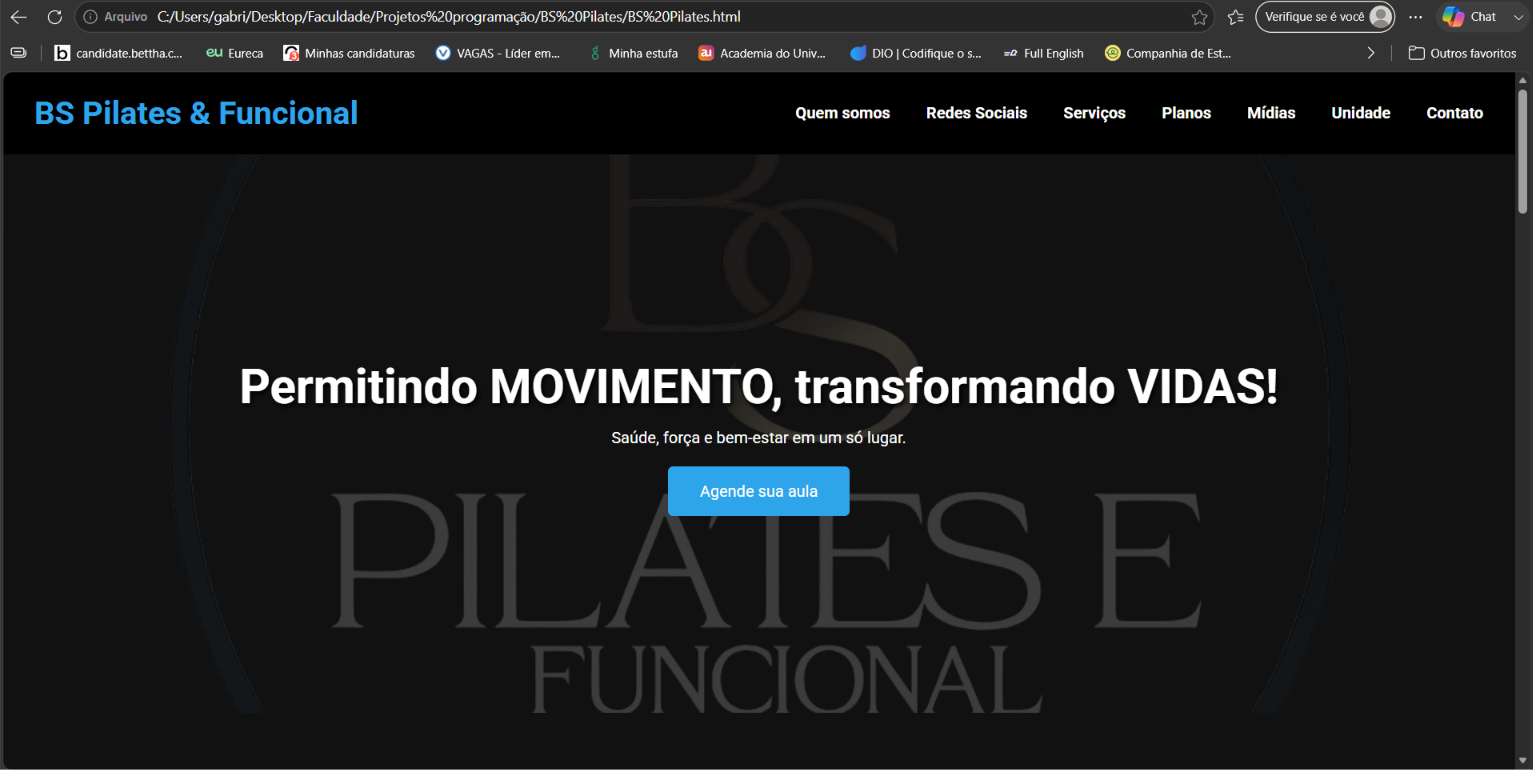 Arquivo C:/Users/gabri/Desktop/Faculdade/Projetos%20programação/BS%20Pilates/BS%20Pilates.html
Verifique se é você
Chat
b candidate.bettha.c...
eu Eureca
Minhas candidaturas
V VAGAS - Líder em...
Minha estufa
au Academia do Univ...
DIO | Codifique o s...
Full English
Companhia de Est...
Outros favoritos
BS Pilates & Funcional
Quem somos
Redes Sociais
Serviços
Planos
Mídias
Unidade
Contato
BS
Permitindo MOVIMENTO, transformando VIDAS!
Saúde, força e bem-estar em um só lugar.
Agende sua aula
PILATES E
FUNCIONAL